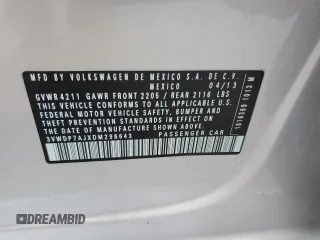 MFD BY VOLKSWAGEN DE MEXICO S.A. DE C.V.
MEXICO 04/13
GVWR 4211 GAWR FRONT 2205 / REAR 2116 LBS
THIS VEHICLE CONFORMS TO ALL APPLICABLE U.S.
FEDERAL MOTOR VEHICLE SAFETY, BUMPER AND
THEFT PREVENTION STANDARDS IN EFFECT
ON THE DATE OF MANUFACTURE SHOWN ABOVE.
3VWDP7AJXDM296643 PASSENGER CAR
DREAMBID